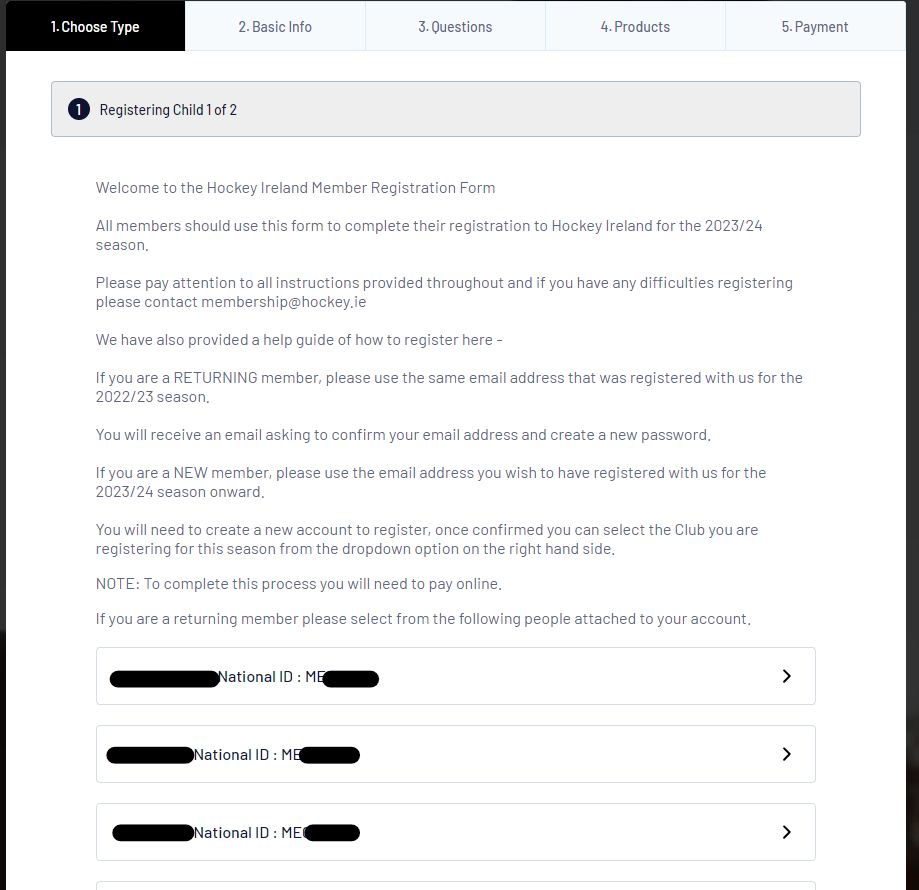 1. Choose Type
2. Basic Info
3. Questions
4. Products
5. Payment
1 Registering Child 1 of 2
Welcome to the Hockey Ireland Member Registration Form
All members should use this form to complete their registration to Hockey Ireland for the 2023/24
season.
Please pay attention to all instructions provided throughout and if you have any difficulties registering
please contact membership@hockey.ie
We have also provided a help guide of how to register here -
If you are a RETURNING member, please use the same email address that was registered with us for the
2022/23 season.
You will receive an email asking to confirm your email address and create a new password.
If you are a NEW member, please use the email address you wish to have registered with us for the
2023/24 season onward.
You will need to create a new account to register, once confirmed you can select the Club you are
registering for this season from the dropdown option on the right hand side.
NOTE: To complete this process you will need to pay online.
If you are a returning member please select from the following people attached to your account.
National ID : ME
National ID : ME
National ID : ME